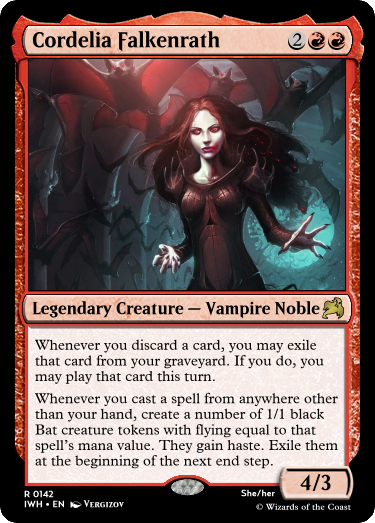 Cordelia Falkenrath 2
Legendary Creature — Vampire Noble
Whenever you discard a card, you may exile
that card from your graveyard. If you do, you
may play that card this turn.
Whenever you cast a spell from anywhere other
than your hand, create a number of 1/1 black
Bat creature tokens with flying equal to that
spell's mana value. They gain haste. Exile them
at the beginning of the next end step.
4/3
R 0142 She/her
IWH • EN Vergizov © Wizards of the Coast